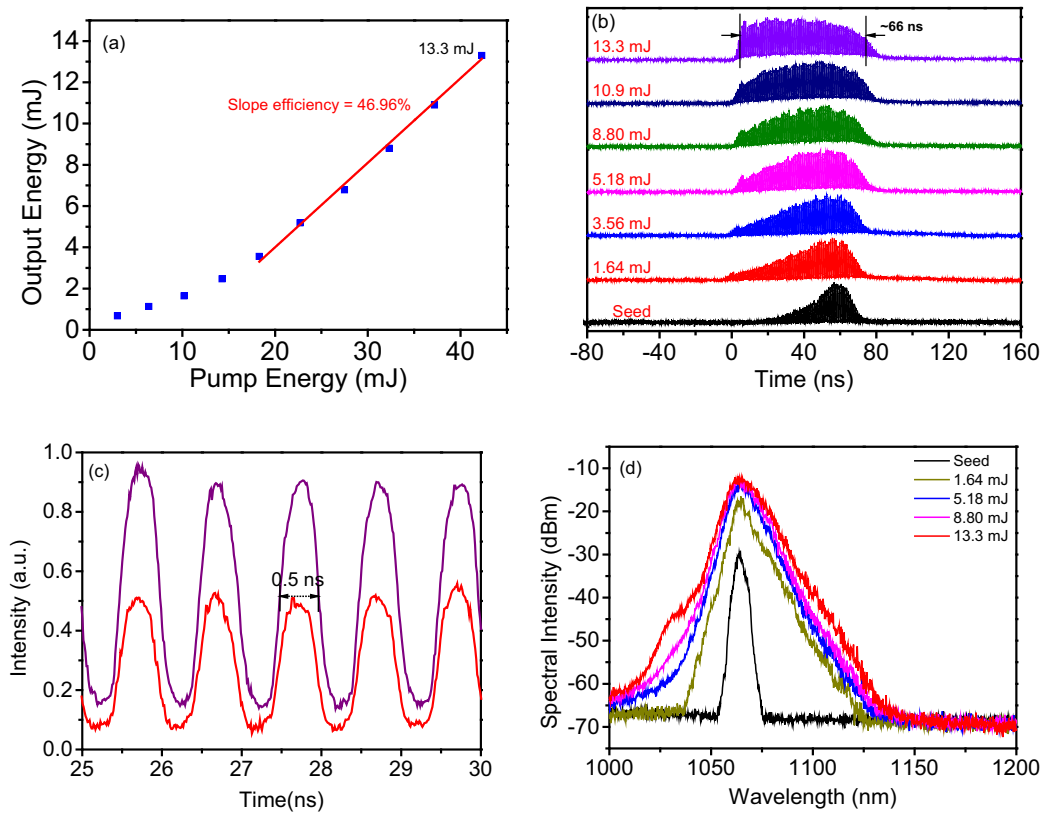 (a)
13.3 mJ
Slope efficiency = 46.96%
Output Energy (mJ)
14
12
10
8
6
4
2
0
0 10 20 30 40
Pump Energy (mJ)
(b)
~66 ns
13.3 mJ
10.9 mJ
8.80 mJ
5.18 mJ
3.56 mJ
1.64 mJ
Seed
-80 -40 0 40 80 120 160
Time (ns)
(c)
Intensity (a.u.)
1.0
0.8
0.6
0.4
0.2
0.0
0.5 ns
25 26 27 28 29 30
Time(ns)
(d)
Seed
1.64 mJ
5.18 mJ
8.80 mJ
13.3 mJ
Spectral Intensity (dBm)
-10
-20
-30
-40
-50
-60
-70
1000 1050 1100 1150 1200
Wavelength (nm)